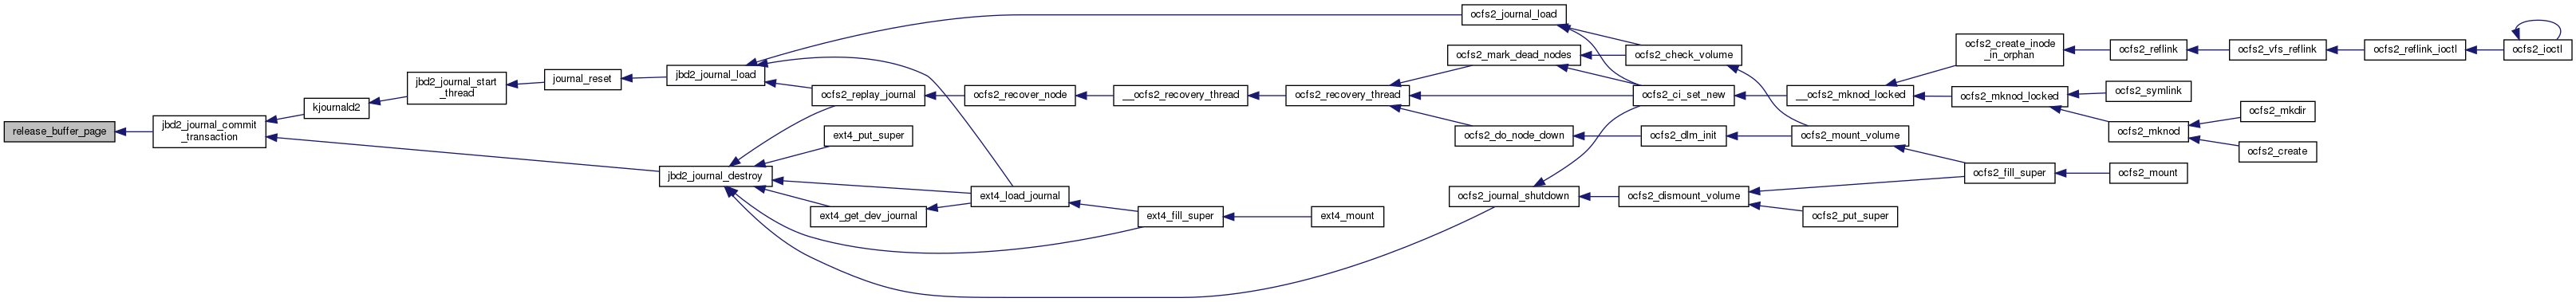 release_buffer_page
jbd2_journal_commit
_transaction
kjournald2
jbd2_journal_start
_thread
journal_reset
jbd2_journal_load
jbd2_journal_destroy
ocfs2_replay_journal
ext4_put_super
ext4_get_dev_journal
ocfs2_recover_node
ext4_load_journal
__ocfs2_recovery_thread
ext4_fill_super
ocfs2_recovery_thread
ext4_mount
ocfs2_journal_load
ocfs2_mark_dead_nodes
ocfs2_do_node_down
ocfs2_journal_shutdown
ocfs2_check_volume
ocfs2_ci_set_new
ocfs2_dlm_init
ocfs2_dismount_volume
__ocfs2_mknod_locked
ocfs2_mount_volume
ocfs2_put_super
ocfs2_create_inode
_in_orphan
ocfs2_mknod_locked
ocfs2_fill_super
ocfs2_reflink
ocfs2_symlink
ocfs2_mknod
ocfs2_mount
ocfs2_vfs_reflink
ocfs2_mkdir
ocfs2_create
ocfs2_reflink_ioctl
ocfs2_ioctl